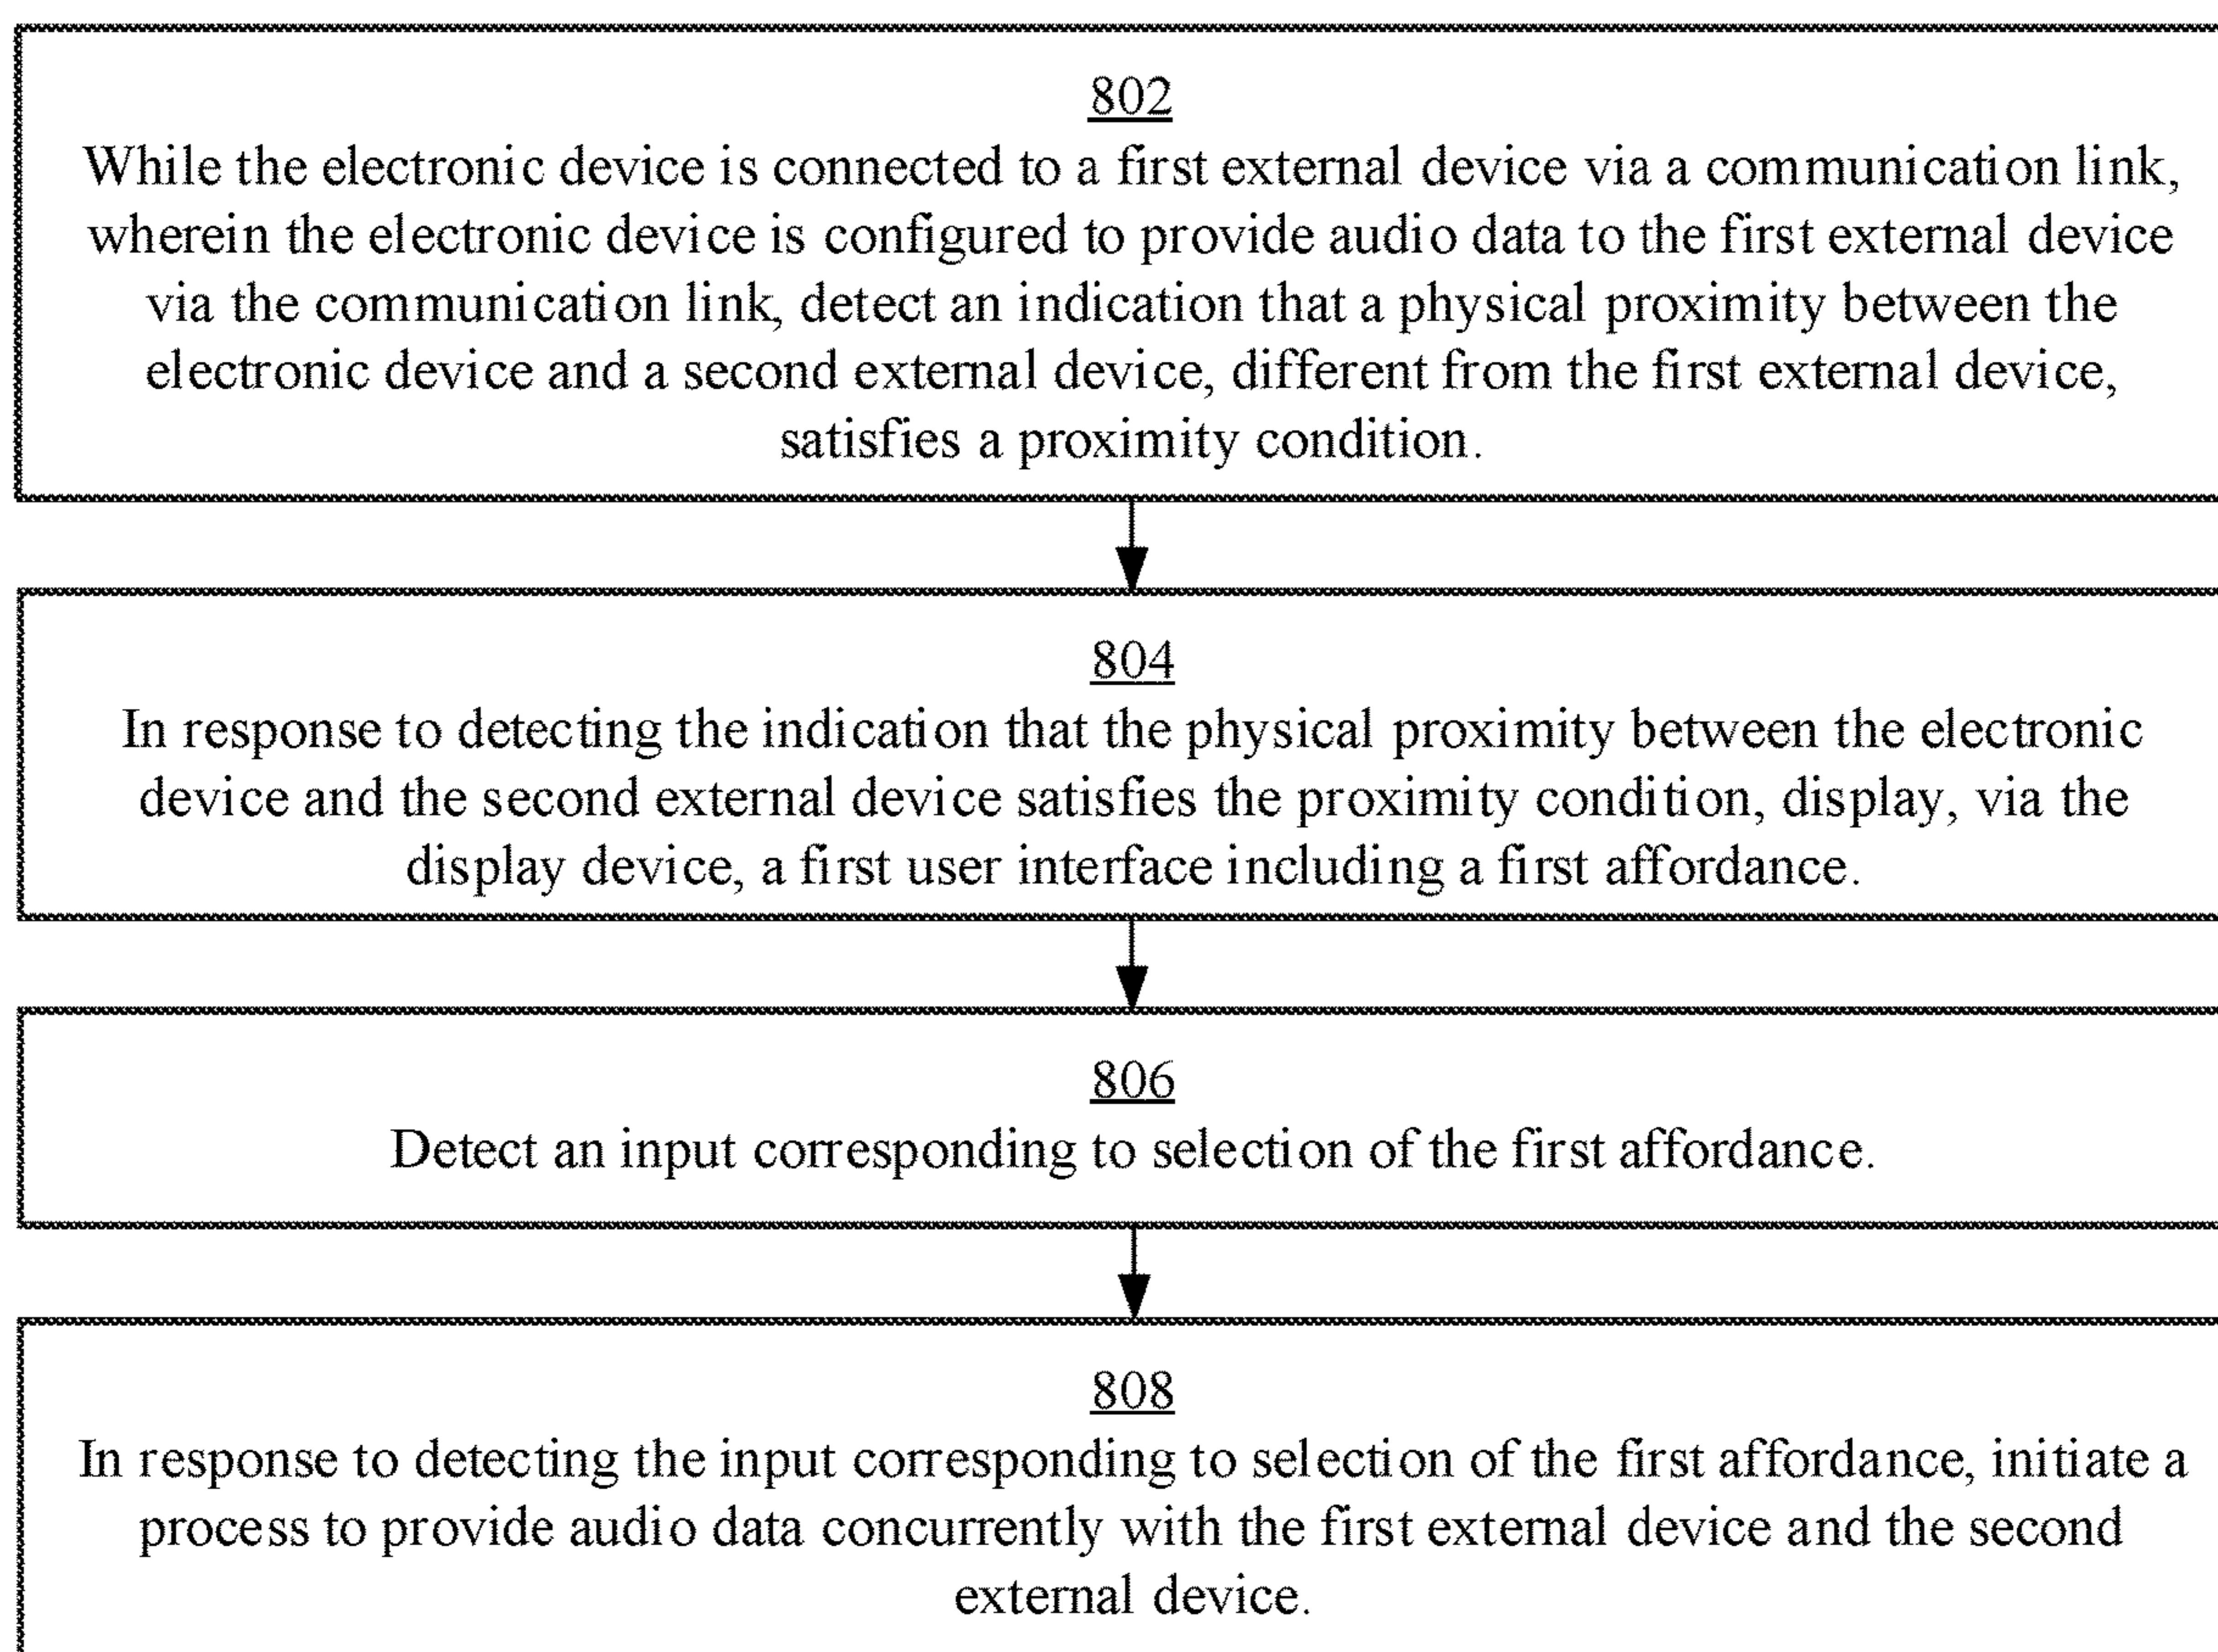 802
While the electronic device is connected to a first external device via a communication link,
wherein the electronic device is configured to provide audio data to the first external device
via the communication link, detect an indication that a physical proximity between the
electronic device and a second external device, different from the first external device,
satisfies a proximity condition.
804
In response to detecting the indication that the physical proximity between the electronic
device and the second external device satisfies the proximity condition, display, via the
display device, a first user interface including a first affordance.
806
Detect an input corresponding to selection of the first affordance.
808
In response to detecting the input corresponding to selection of the first affordance, initiate a
process to provide audio data concurrently with the first external device and the second
external device.